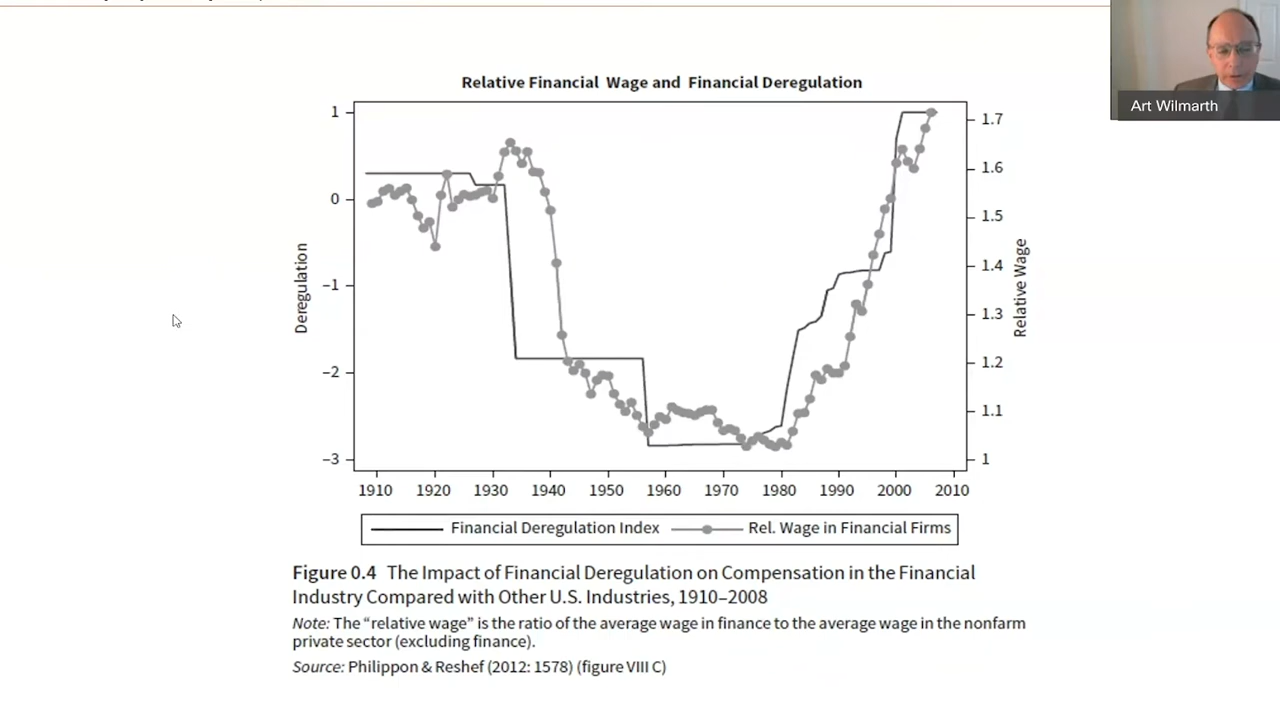 Art Wilmarth
Relative Financial Wage and Financial Deregulation
1
0
−1
−2
−3
Deregulation
1.7
1.6
1.5
1.4
1.3
1.2
1.1
1
Relative Wage
1910 1920 1930 1940 1950 1960 1970 1980 1990 2000 2010
Financial Deregulation Index Rel. Wage in Financial Firms
Figure 0.4 The Impact of Financial Deregulation on Compensation in the Financial
Industry Compared with Other U.S. Industries, 1910–2008
Note: The “relative wage” is the ratio of the average wage in finance to the average wage in the nonfarm
private sector (excluding finance).
Source: Philippon & Reshef (2012: 1578) (figure VIII C)